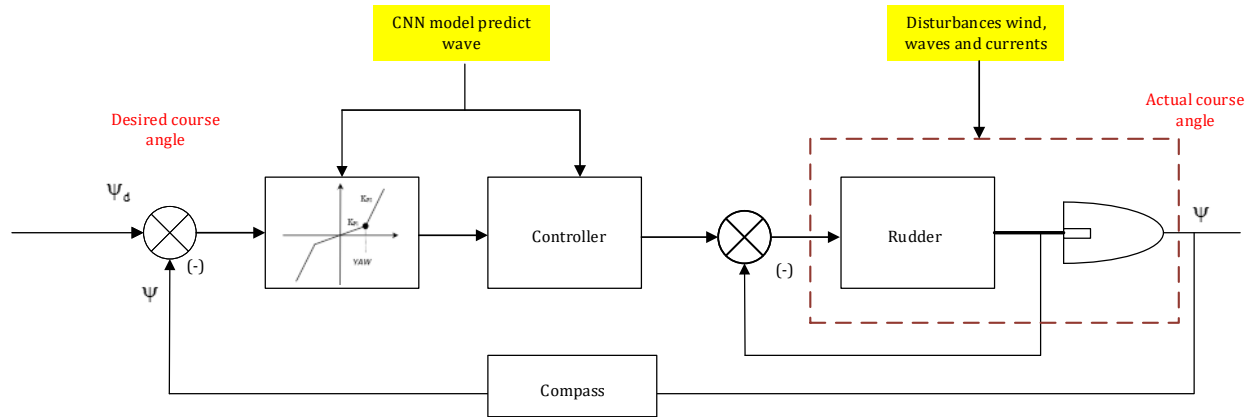 CNN model predict
wave
Disturbances wind,
waves and currents
Desired course
angle
Actual course
angle
Ψd
Ψ
YAW
Controller
Rudder
(-)
(-)
Ψ
Compass